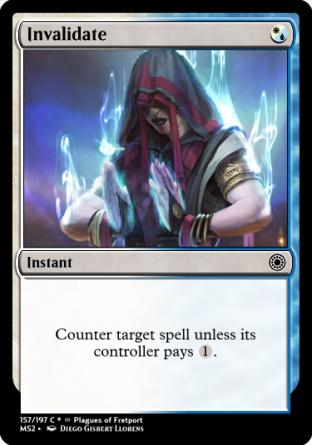 Invalidate
Instant
Counter target spell unless its
controller pays 1.
157/197 C * = Plagues of Fretport
MS2 • Diego Gisbert Llorens